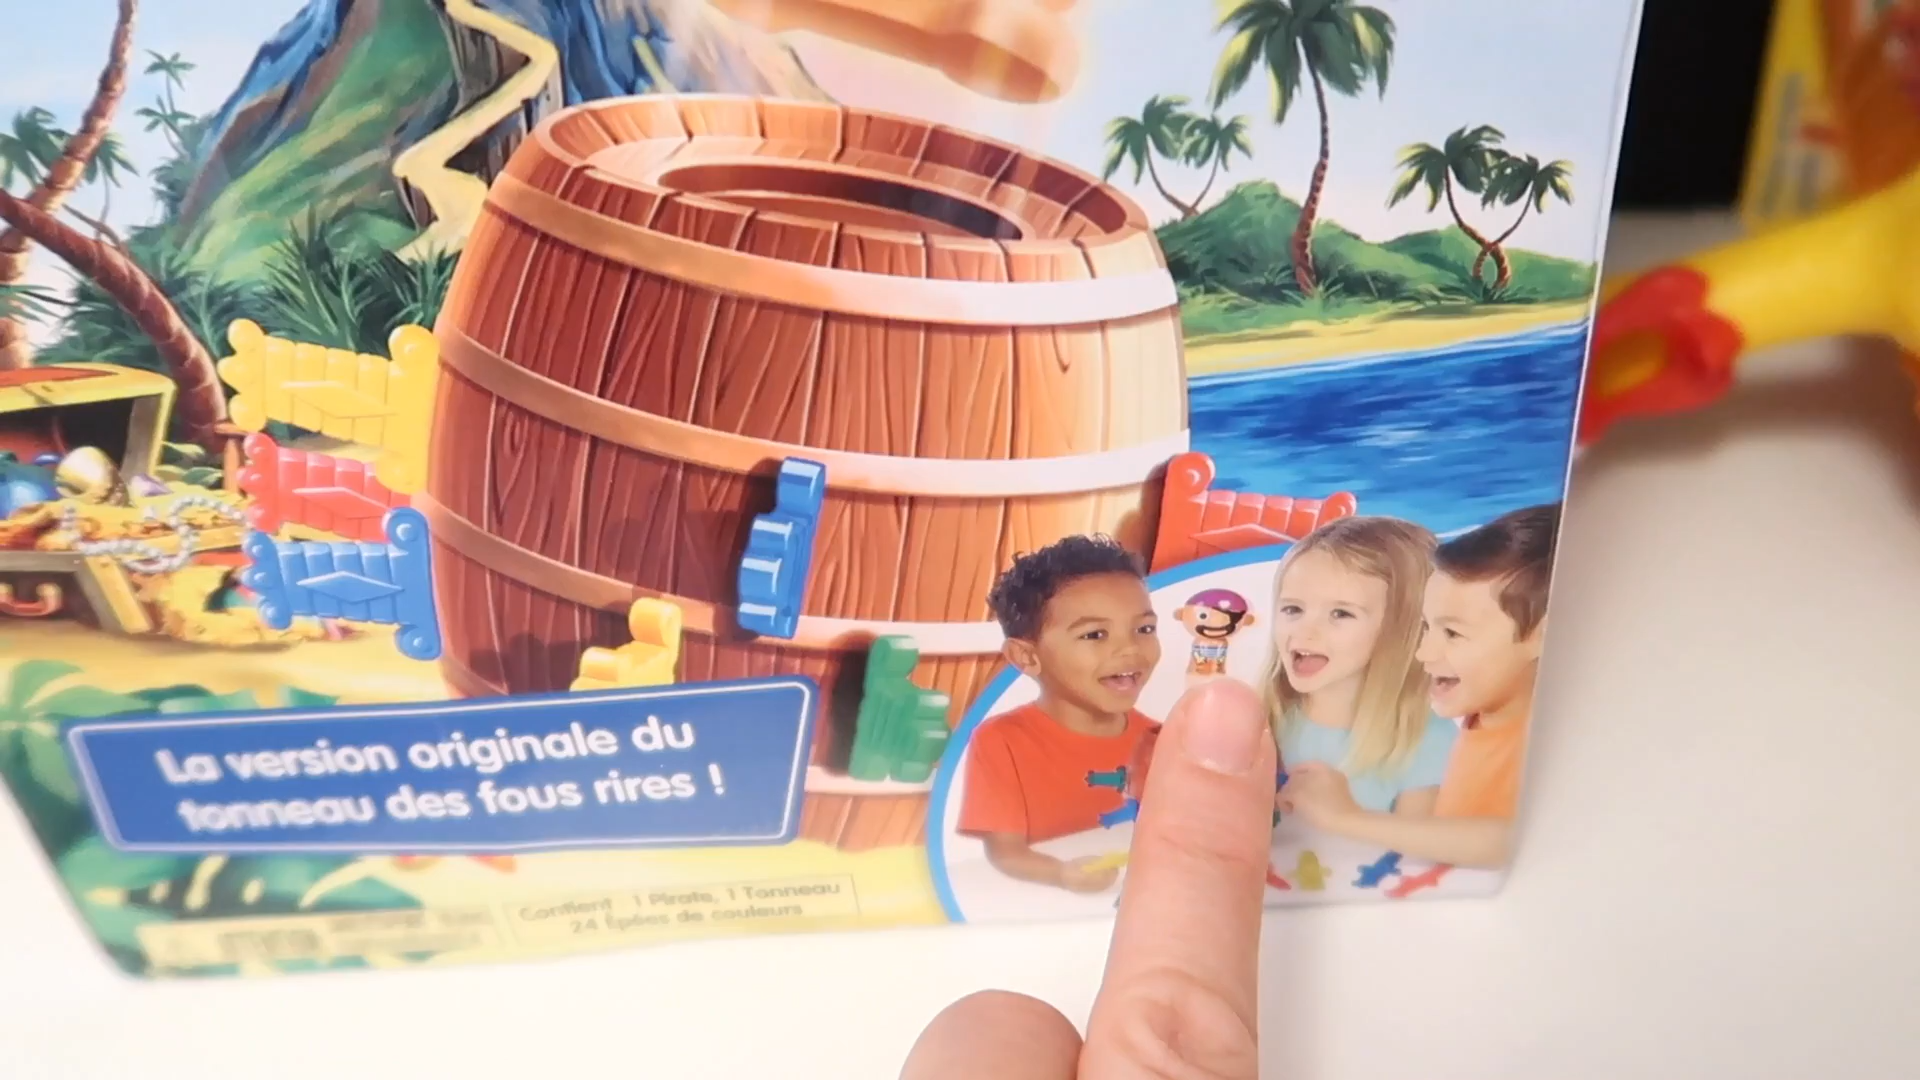 La version originale du
tonneau des fous rires !
Contient 1 Pirate, 1 Tonneau
24 Épées de couleurs